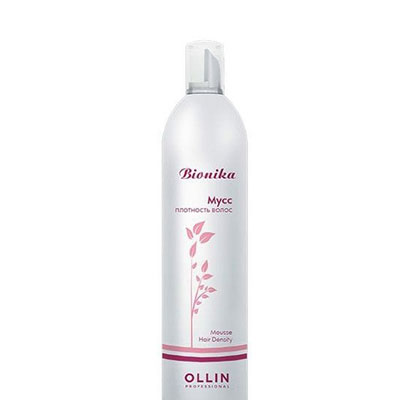 Bionika
Мусс
ПЛОТНОСТЬ ВОЛОС
Mousse
Hair Density
OLLIN
PROFESSIONAL